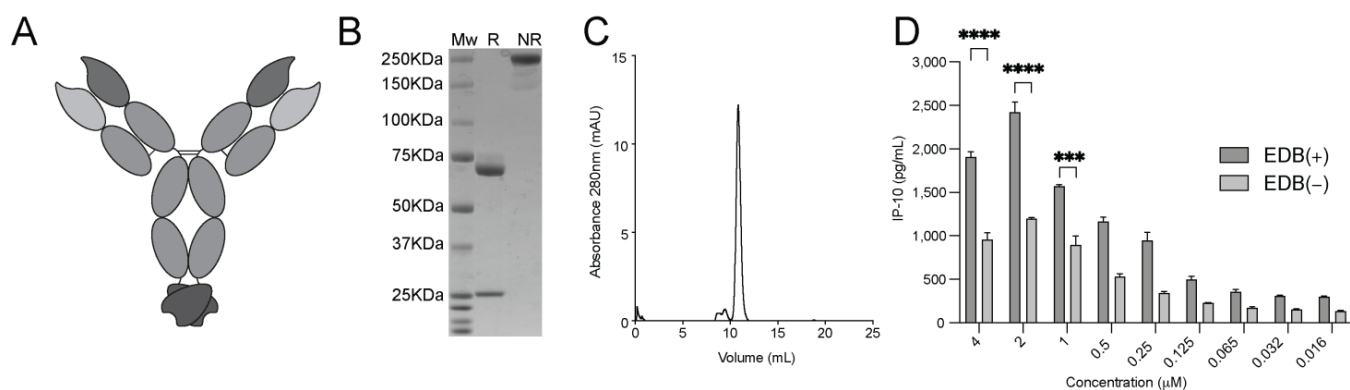 A
B
Mw R NR
250KDa
150KDa
100KDa
75KDa
50KDa
37KDa
25KDa
C
Absorbance 280nm (mAU)
15
10
5
0
0 5 10 15 20 25
Volume (mL)
D
IP-10 (pg/mL)
3,000
2,500
2,000
1,500
1,000
500
0
****
****
***
EDB(+)
EDB(−)
4 2 1 0.5 0.25 0.125 0.065 0.032 0.016
Concentration (μM)